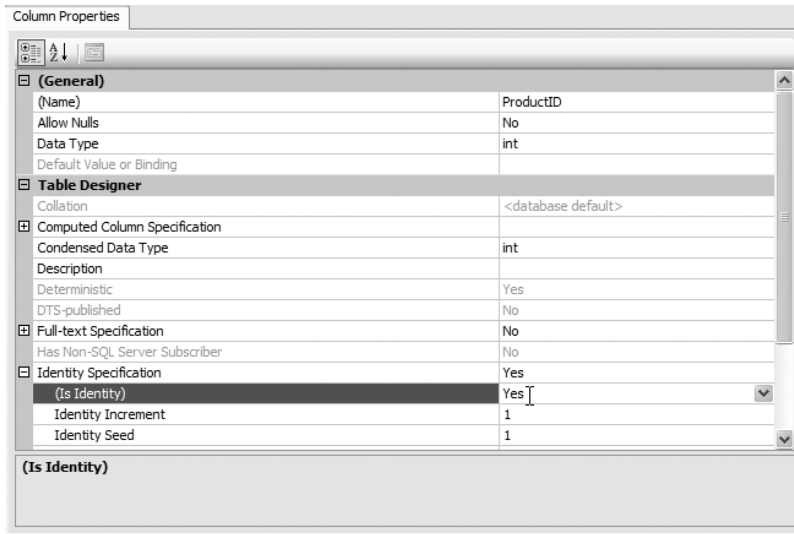 Column Properties
(General)
(Name) ProductID
Allow Nulls No
Data Type int
Default Value or Binding
Table Designer
Collation <database default>
Computed Column Specification
Condensed Data Type int
Description
Deterministic Yes
DTS-published No
Full-text Specification No
Has Non-SQL Server Subscriber No
Identity Specification Yes
(Is Identity) Yes
Identity Increment 1
Identity Seed 1
(Is Identity)